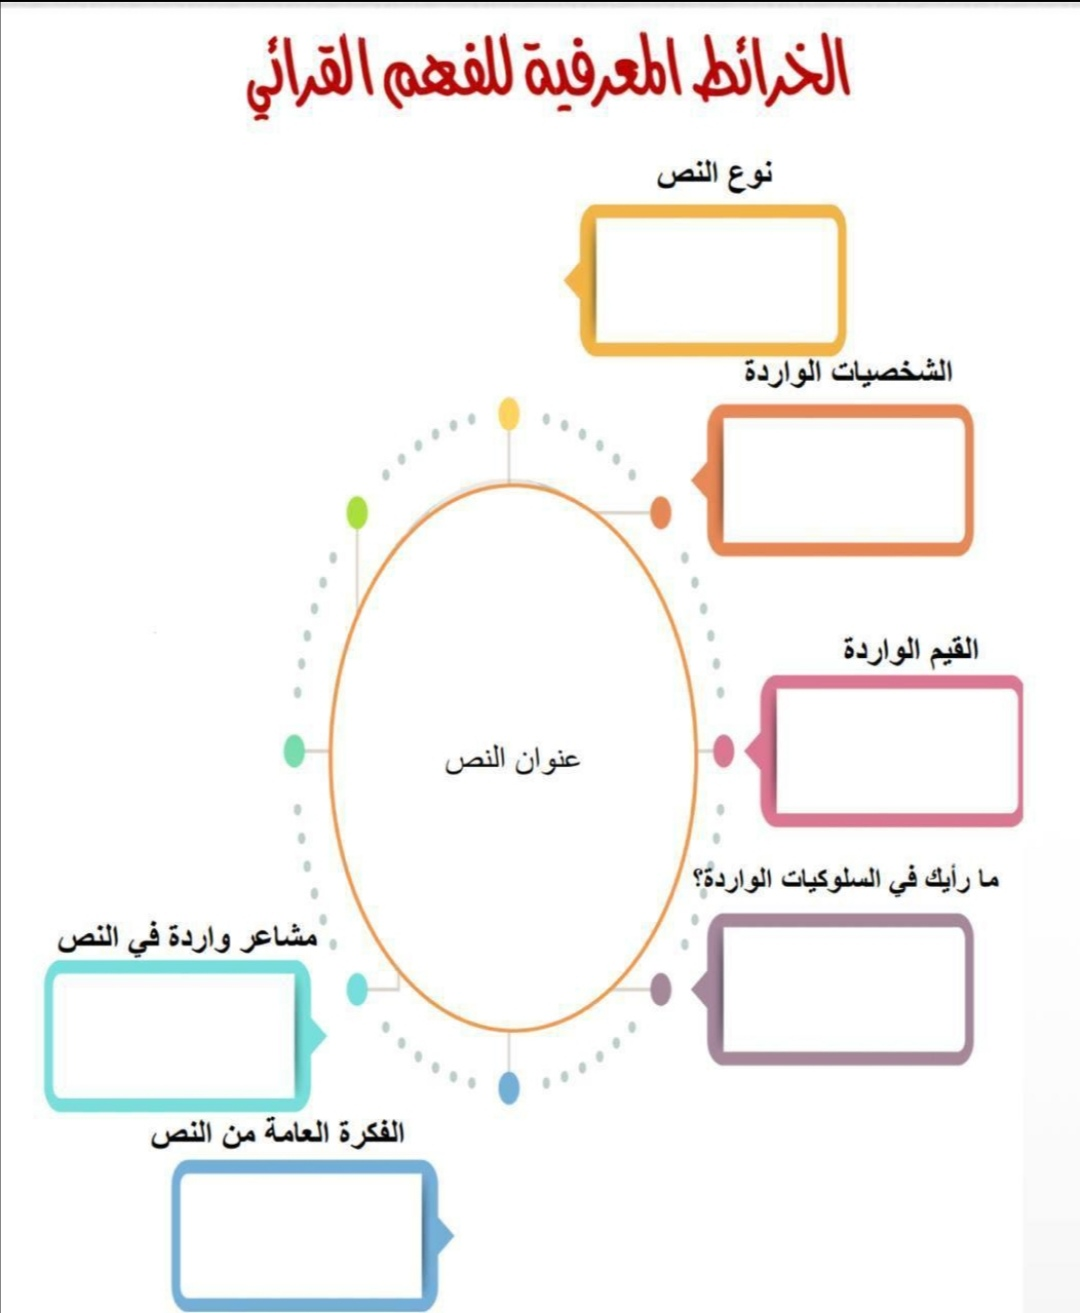 الخرائط المعرفية للفهم القرائي
نوع النص
الشخصيات الواردة
القيم الواردة
عنوان النص
ما رأيك في السلوكيات الواردة؟
مشاعر واردة في النص
الفكرة العامة من النص